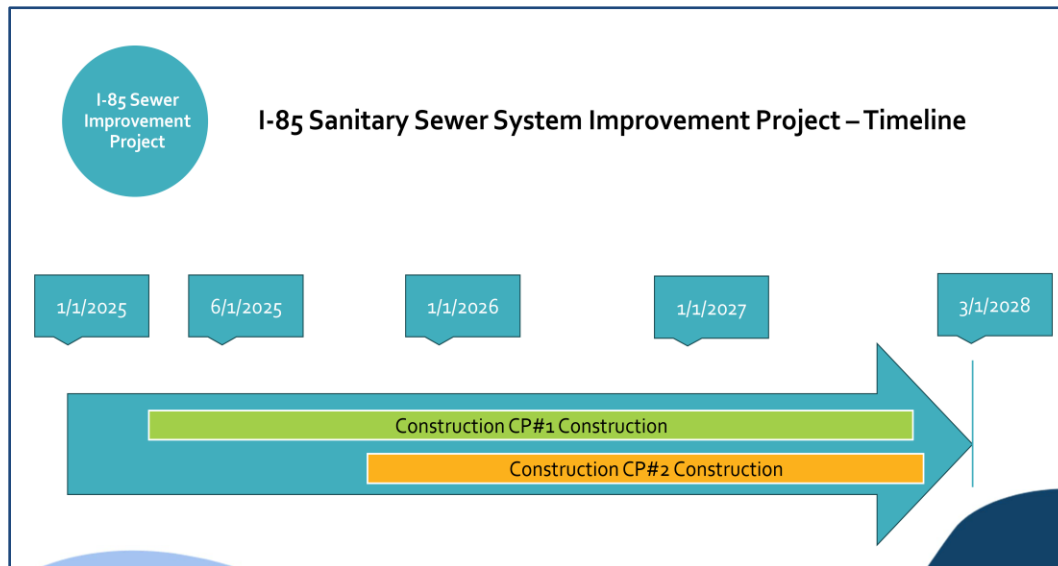 I-85 Sewer
Improvement
Project
I-85 Sanitary Sewer System Improvement Project – Timeline
1/1/2025
6/1/2025
1/1/2026
1/1/2027
3/1/2028
Construction CP#1 Construction
Construction CP#2 Construction